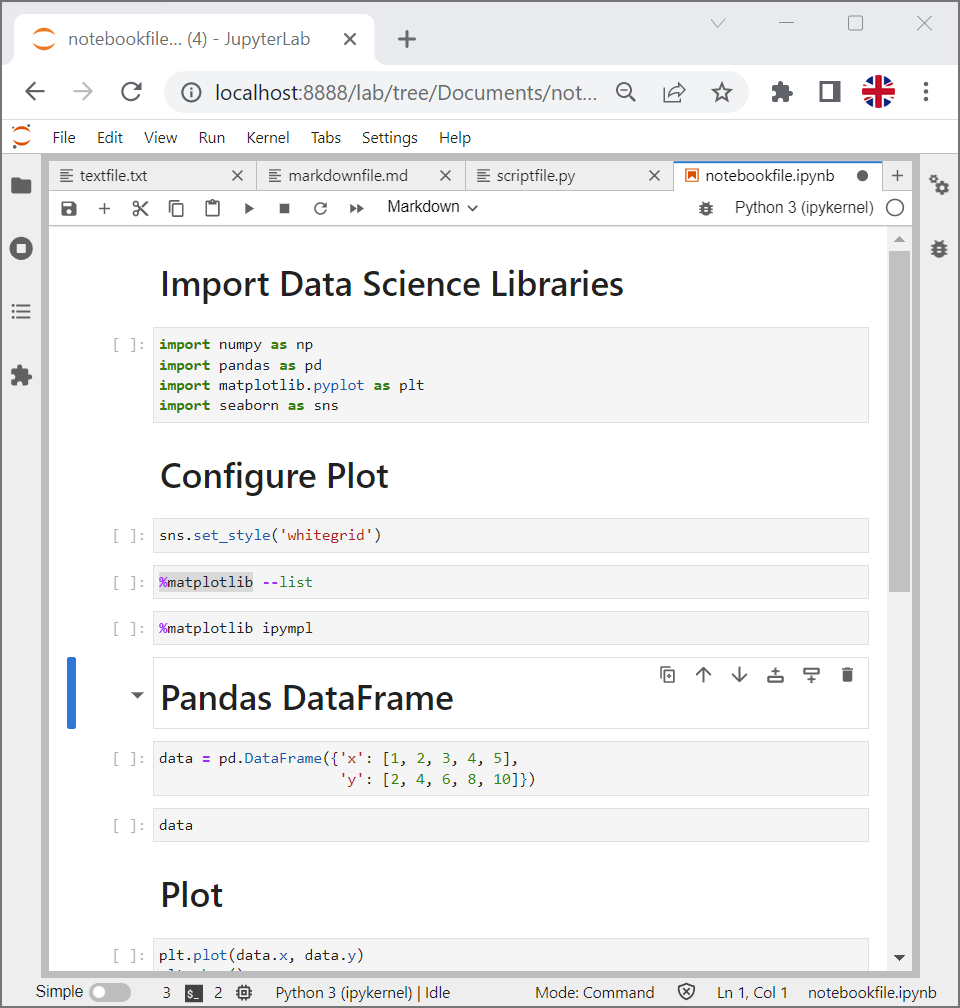 notebookfile... (4) - JupyterLab
localhost:8888/lab/tree/Documents/not...
File Edit View Run Kernel Tabs Settings Help
textfile.txt markdownfile.md scriptfile.py notebookfile.ipynb
Markdown Python 3 (ipykernel)
Import Data Science Libraries
[ ]: import numpy as np
import pandas as pd
import matplotlib.pyplot as plt
import seaborn as sns
Configure Plot
[ ]: sns.set_style('whitegrid')
[ ]: %matplotlib --list
[ ]: %matplotlib ipympl
Pandas DataFrame
[ ]: data = pd.DataFrame({'x': [1, 2, 3, 4, 5],
'y': [2, 4, 6, 8, 10]})
[ ]: data
Plot
[ ]: plt.plot(data.x, data.y)
Simple 3 2 Python 3 (ipykernel) | Idle Mode: Command Ln 1, Col 1 notebookfile.ipynb